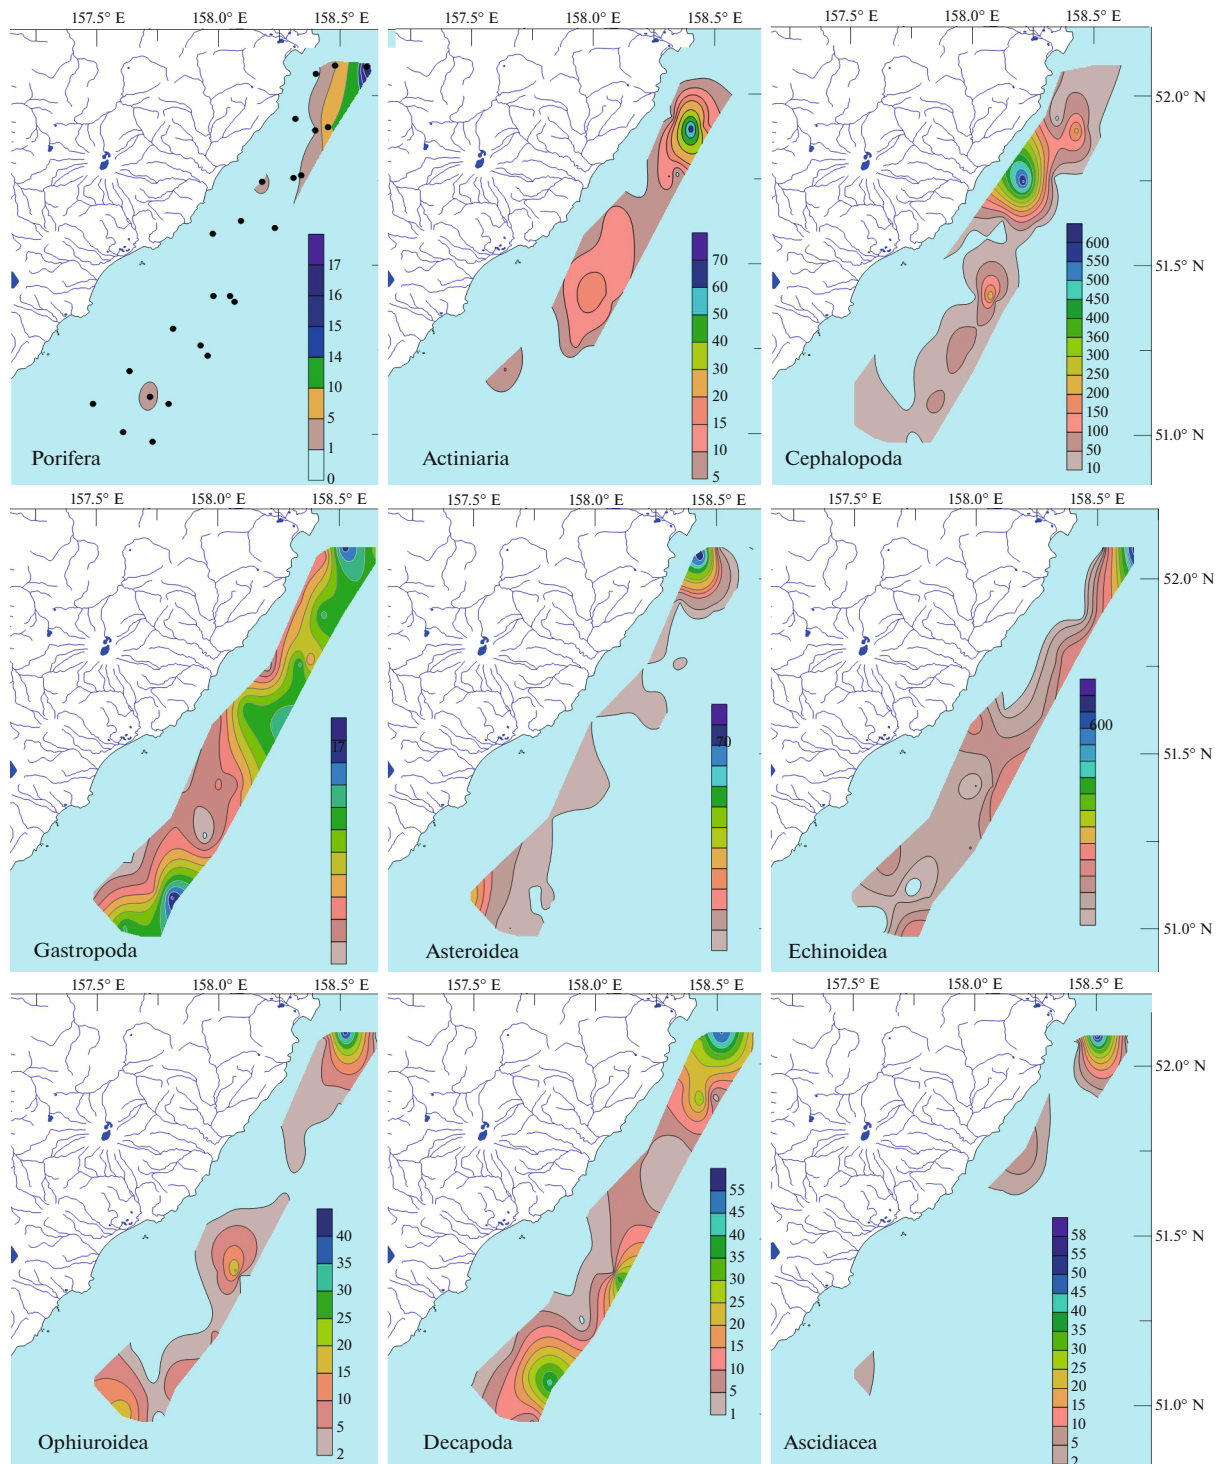 157.5° E 158.0° E 158.5° E
157.5° E 158.0° E 158.5° E
157.5° E 158.0° E 158.5° E
52.0° N
51.5° N
51.0° N
17
16
15
14
10
5
1
0
Porifera
70
60
50
40
30
20
15
10
5
Actiniaria
600
550
500
450
400
360
300
250
200
150
100
50
10
Cephalopoda
157.5° E 158.0° E 158.5° E
157.5° E 158.0° E 158.5° E
157.5° E 158.0° E 158.5° E
52.0° N
51.5° N
51.0° N
17
Gastropoda
70
Asteroidea
600
Echinoidea
157.5° E 158.0° E 158.5° E
157.5° E 158.0° E 158.5° E
157.5° E 158.0° E 158.5° E
52.0° N
51.5° N
51.0° N
40
35
30
25
20
15
10
5
2
Ophiuroidea
55
45
40
35
30
25
20
15
10
5
1
Decapoda
58
55
50
45
40
35
30
25
20
15
10
5
2
Ascidiacea